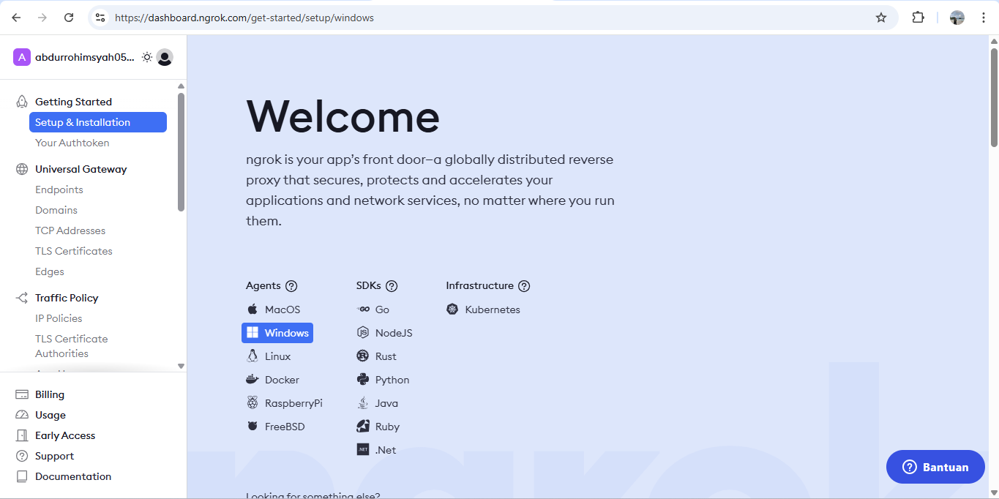 https://dashboard.ngrok.com/get-started/setup/windows
A abdurrohimsyah05...
Getting Started
Setup & Installation
Your Authtoken
Universal Gateway
Endpoints
Domains
TCP Addresses
TLS Certificates
Edges
Traffic Policy
IP Policies
TLS Certificate
Authorities
Billing
Usage
Early Access
Support
Documentation
Welcome
ngrok is your app's front door—a globally distributed reverse
proxy that secures, protects and accelerates your
applications and network services, no matter where you run
them.
Agents
MacOS
Windows
Linux
Docker
RaspberryPi
FreeBSD
SDKs
Go
NodeJS
Rust
Python
Java
Ruby
.Net
Infrastructure
Kubernetes
Looking for something else?
ngrok
Bantuan